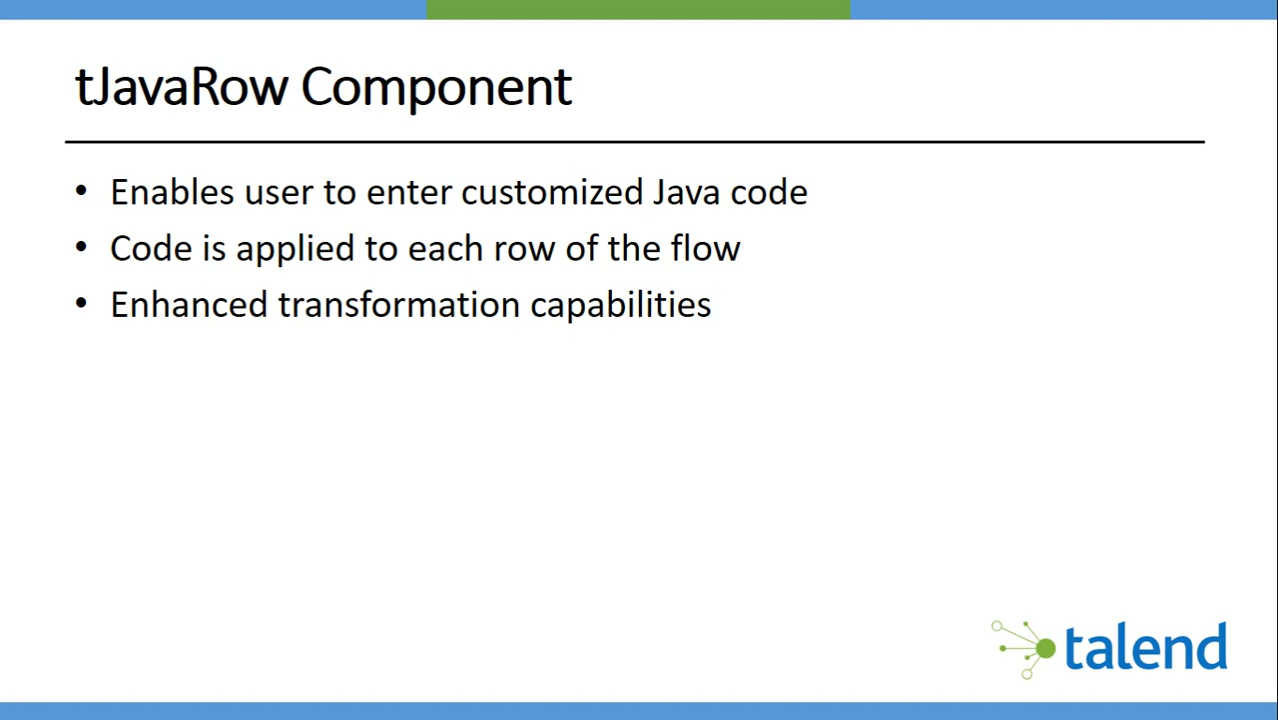 tJavaRow Component
• Enables user to enter customized Java code
• Code is applied to each row of the flow
• Enhanced transformation capabilities
talend